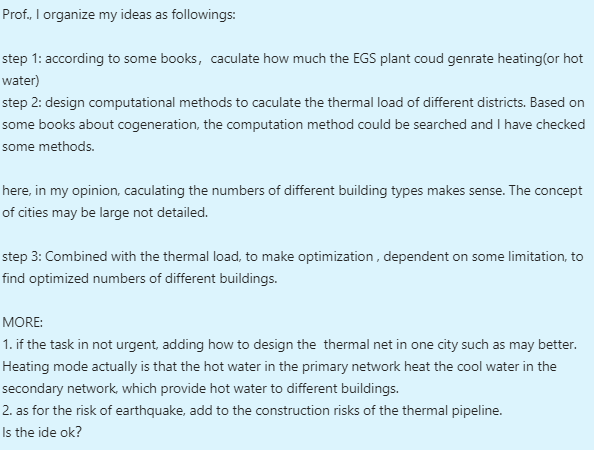 Prof., I organize my ideas as followings:
step 1: according to some books, caculate how much the EGS plant coud genrate heating(or hot
water)
step 2: design computational methods to caculate the thermal load of different districts. Based on
some books about cogeneration, the computation method could be searched and I have checked
some methods.
here, in my opinion, caculating the numbers of different building types makes sense. The concept
of cities may be large not detailed.
step 3: Combined with the thermal load, to make optimization , dependent on some limitation, to
find optimized numbers of different buildings.
MORE:
1. if the task in not urgent, adding how to design the  thermal net in one city such as may better.
Heating mode actually is that the hot water in the primary network heat the cool water in the
secondary network, which provide hot water to different buildings.
2. as for the risk of earthquake, add to the construction risks of the thermal pipeline.
Is the ide ok?